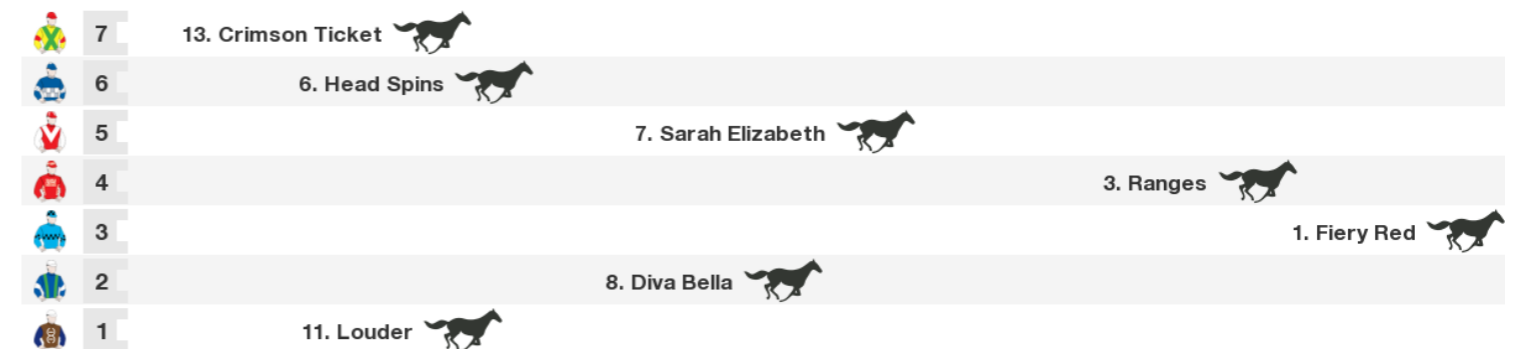 7 13. Crimson Ticket
6 6. Head Spins
5 7. Sarah Elizabeth
4 3. Ranges
3 1. Fiery Red
2 8. Diva Bella
1 11. Louder